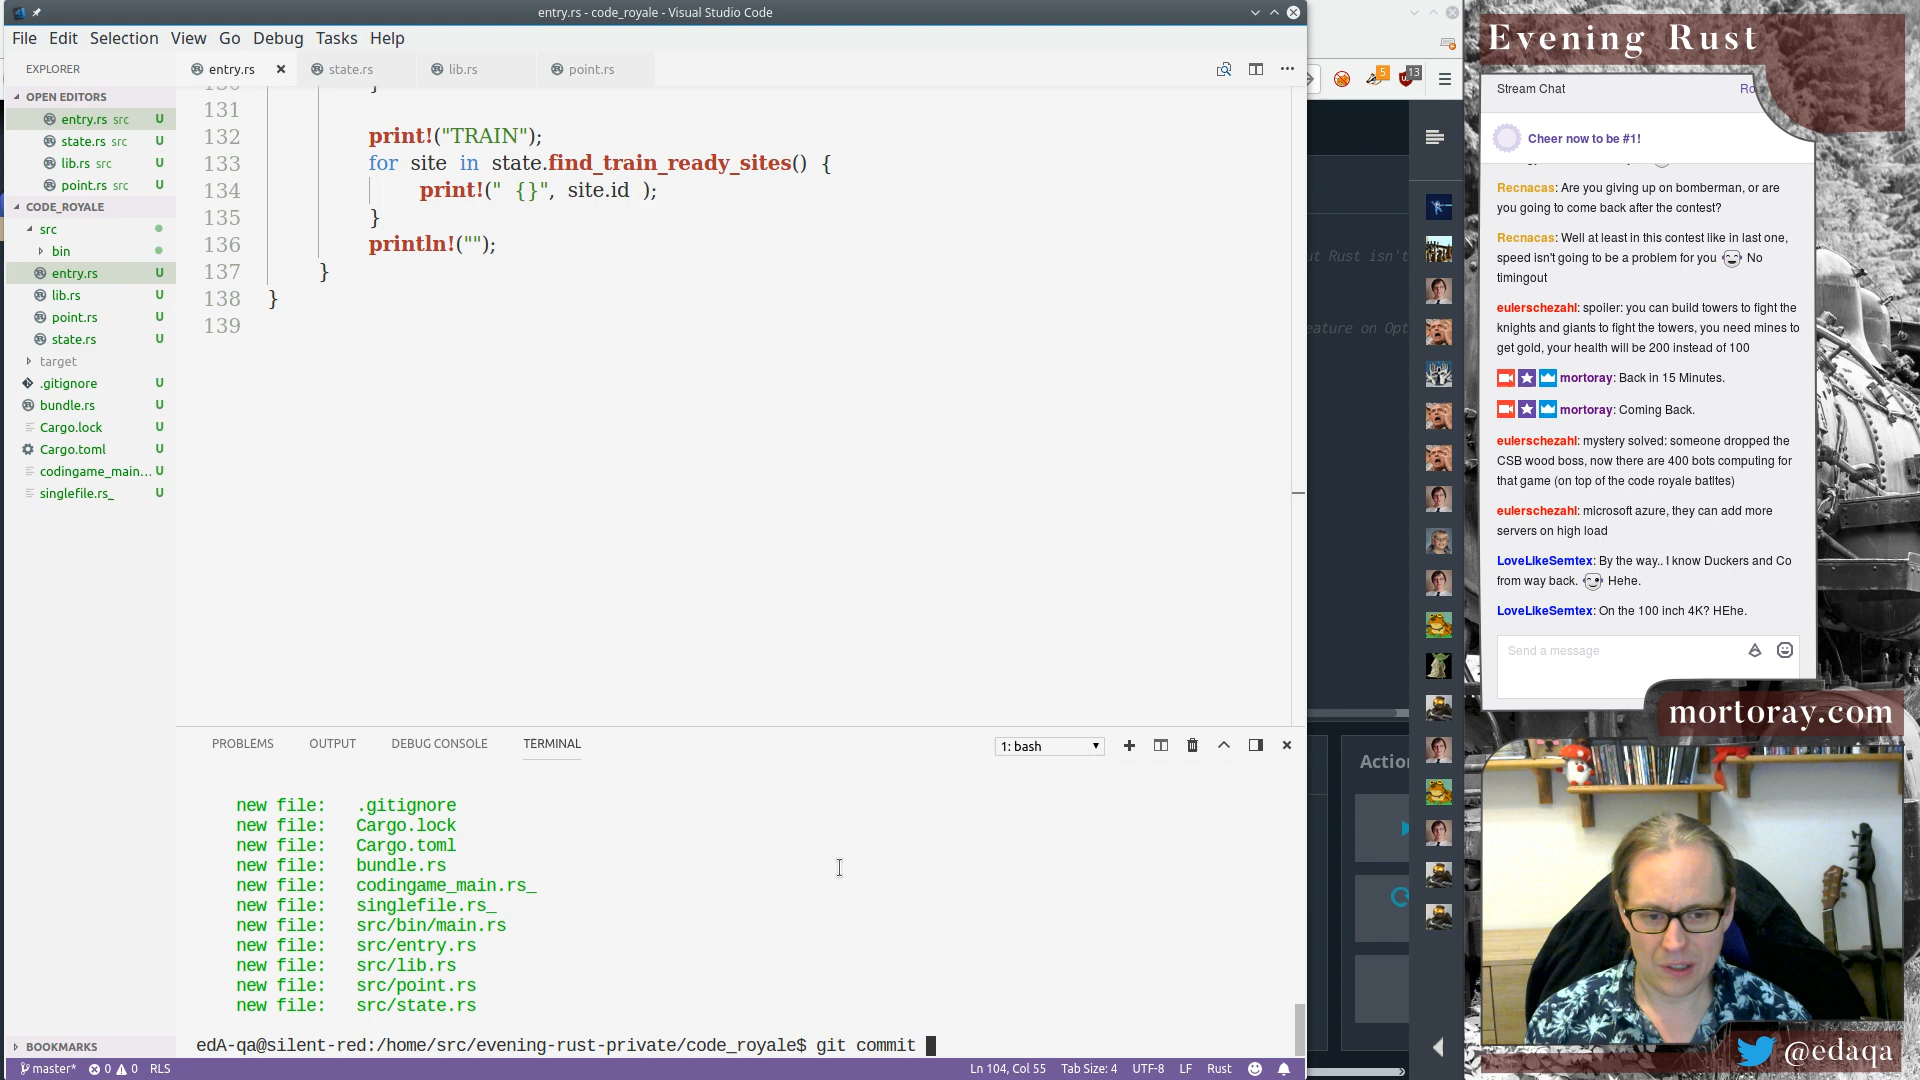 entry.rs - code_royale - Visual Studio Code
File Edit Selection View Go Debug Tasks Help
EXPLORER
entry.rs
state.rs
lib.rs
point.rs
OPEN EDITORS
entry.rs src U
state.rs src U
lib.rs src U
point.rs src U
CODE_ROYALE
src
bin
entry.rs U
lib.rs U
point.rs U
state.rs U
target
.gitignore U
bundle.rs U
Cargo.lock U
Cargo.toml U
codingame_main... U
singlefile.rs_ U
BOOKMARKS
130 }
131
132 print!("TRAIN");
133 for site in state.find_train_ready_sites() {
134 print!(" {}", site.id );
135 }
136 println!("");
137 }
138 }
139
PROBLEMS OUTPUT DEBUG CONSOLE TERMINAL
1: bash
new file: .gitignore
new file: Cargo.lock
new file: Cargo.toml
new file: bundle.rs
new file: codingame_main.rs_
new file: singlefile.rs_
new file: src/bin/main.rs
new file: src/entry.rs
new file: src/lib.rs
new file: src/point.rs
new file: src/state.rs
edA-qa@silent-red:/home/src/evening-rust-private/code_royale$ git commit
master* 0 0 RLS
Ln 104, Col 55 Tab Size: 4 UTF-8 LF Rust
5
13
ut Rust isn't
eature on Opt
Actio
Evening Rust
Stream Chat
Ro
Cheer now to be #1!
Recnacas: Are you giving up on bomberman, or are
you going to come back after the contest?
Recnacas: Well at least in this contest like in last one,
speed isn't going to be a problem for you No
timingout
eulerschezahl: spoiler: you can build towers to fight the
knights and giants to fight the towers, you need mines to
get gold, your health will be 200 instead of 100
mortoray: Back in 15 Minutes.
mortoray: Coming Back.
eulerschezahl: mystery solved: someone dropped the
CSB wood boss, now there are 400 bots computing for
that game (on top of the code royale batltes)
eulerschezahl: microsoft azure, they can add more
servers on high load
LoveLikeSemtex: By the way.. I know Duckers and Co
from way back. Hehe.
LoveLikeSemtex: On the 100 inch 4K? HEhe.
Send a message
mortoray.com
@edaqa